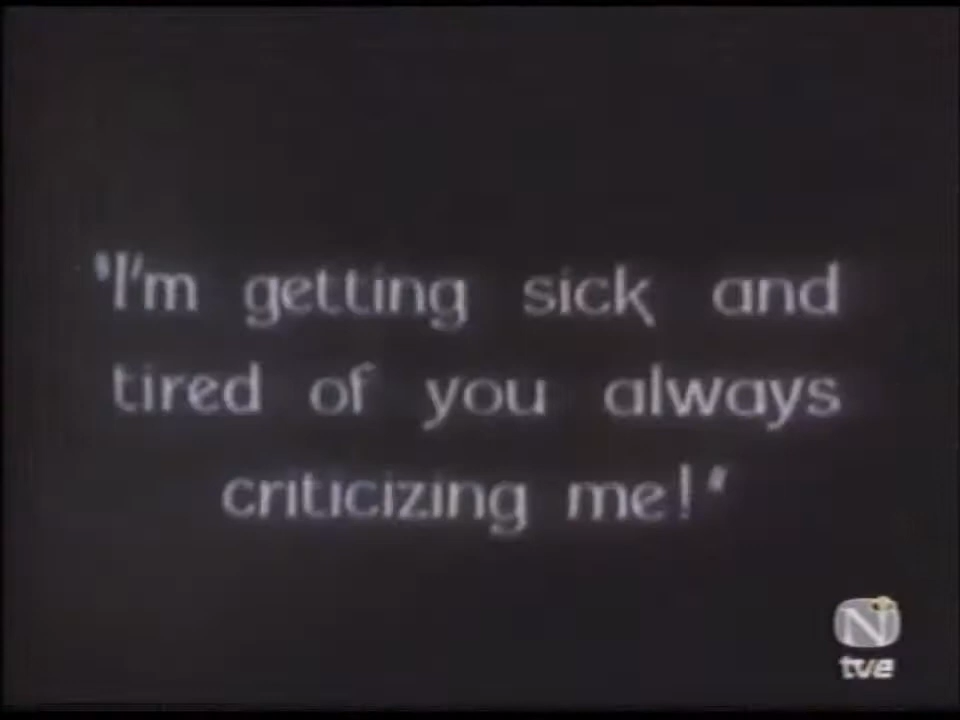 "I'm getting sick and
tired of you always
criticizing me!"
N
tve